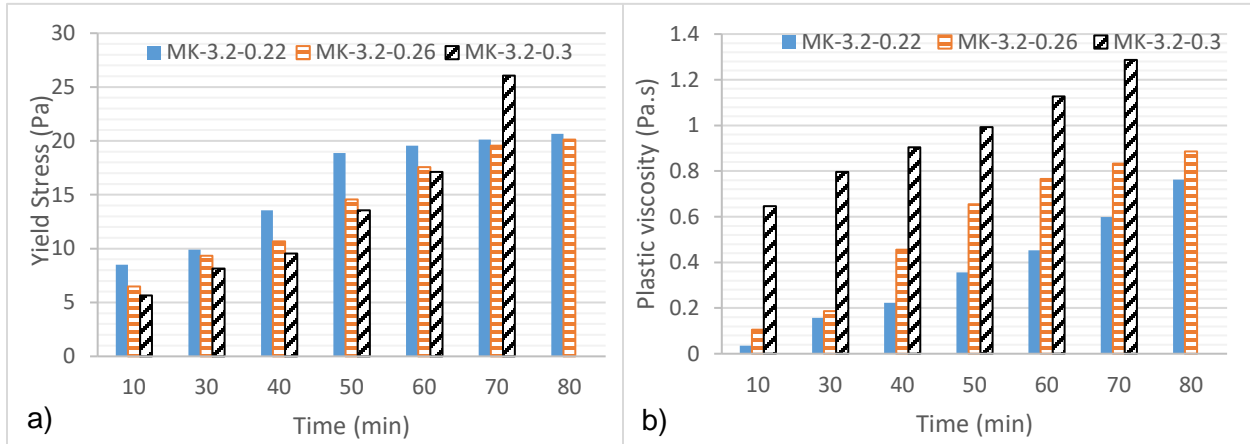 30
25
20
15
10
5
0
Yield Stress (Pa)
MK-3.2-0.22 MK-3.2-0.26 MK-3.2-0.3
10 30 40 50 60 70 80
Time (min)
a)
1.4
1.2
1
0.8
0.6
0.4
0.2
0
Plastic viscosity (Pa.s)
MK-3.2-0.22 MK-3.2-0.26 MK-3.2-0.3
10 30 40 50 60 70 80
Time (min)
b)